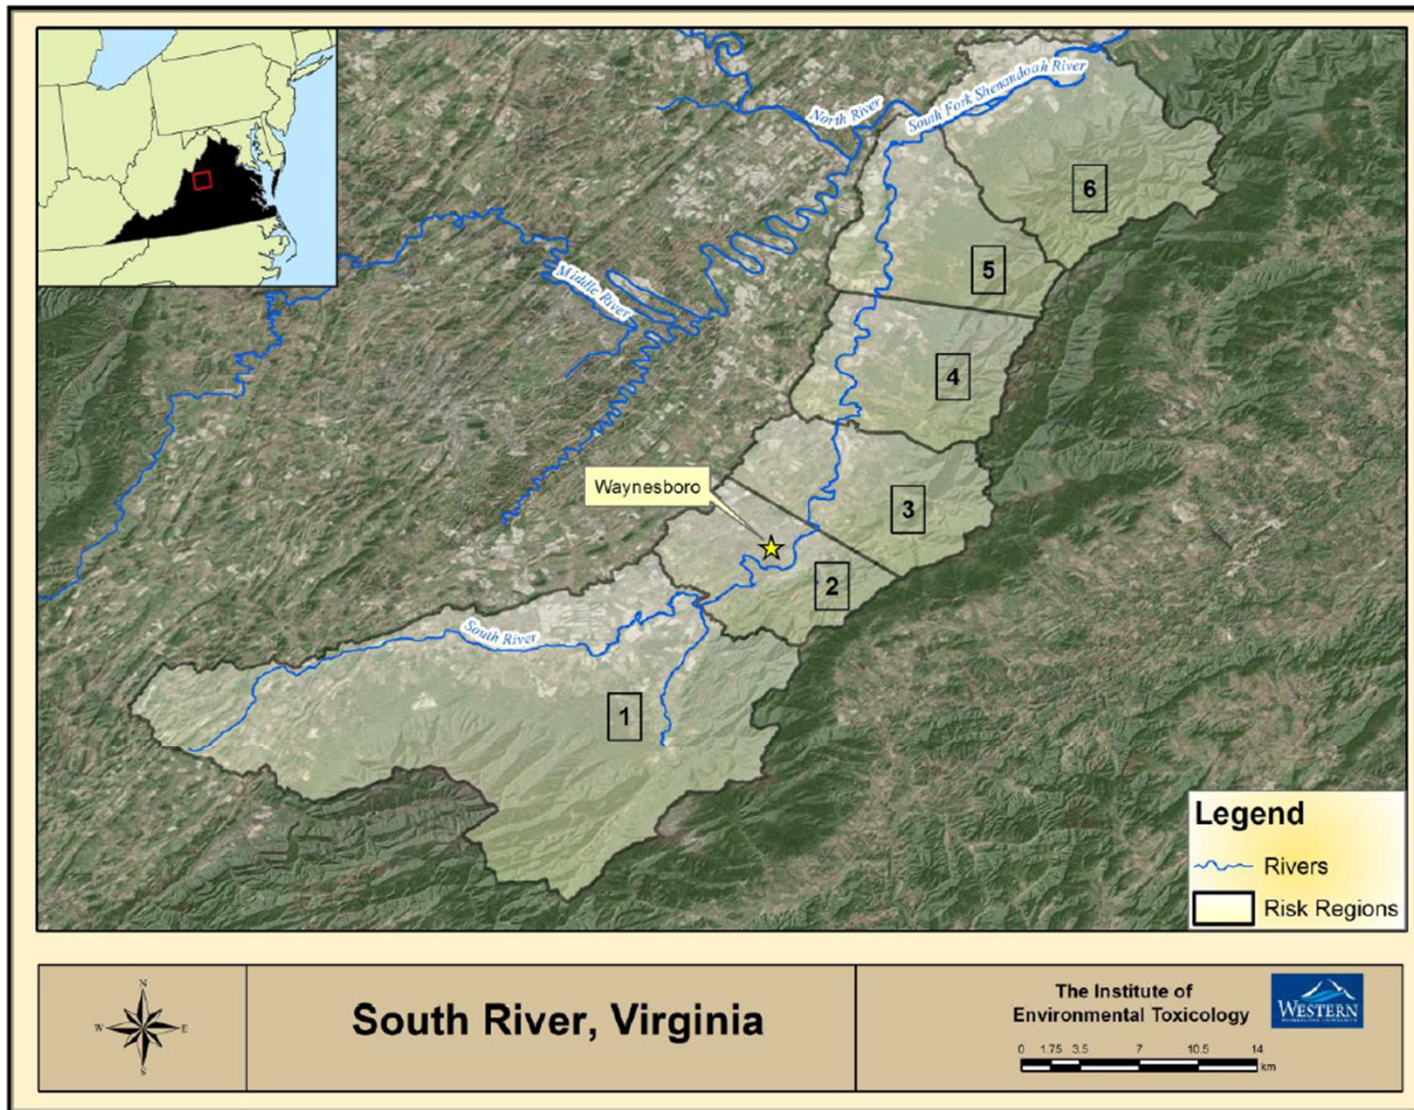 North River
South Fork Shenandoah River
6
Middle River
5
4
Waynesboro
3
2
South River
1
Legend
Rivers
Risk Regions
N
W
E
S
South River, Virginia
The Institute of
Environmental Toxicology
WESTERN
0 1.75 3.5 7 10.5 14
km